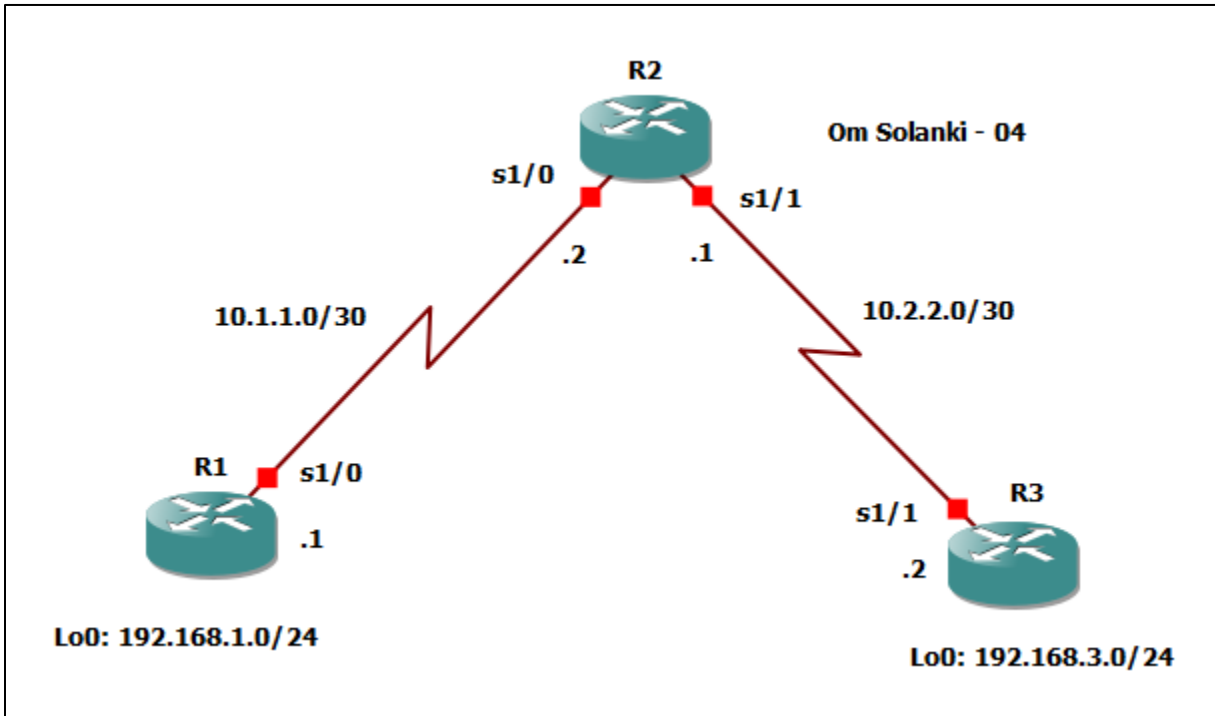 R2
Om Solanki - 04
s1/0
s1/1
.2
.1
10.1.1.0/30
10.2.2.0/30
R1
s1/0
.1
R3
s1/1
.2
Lo0: 192.168.1.0/24
Lo0: 192.168.3.0/24